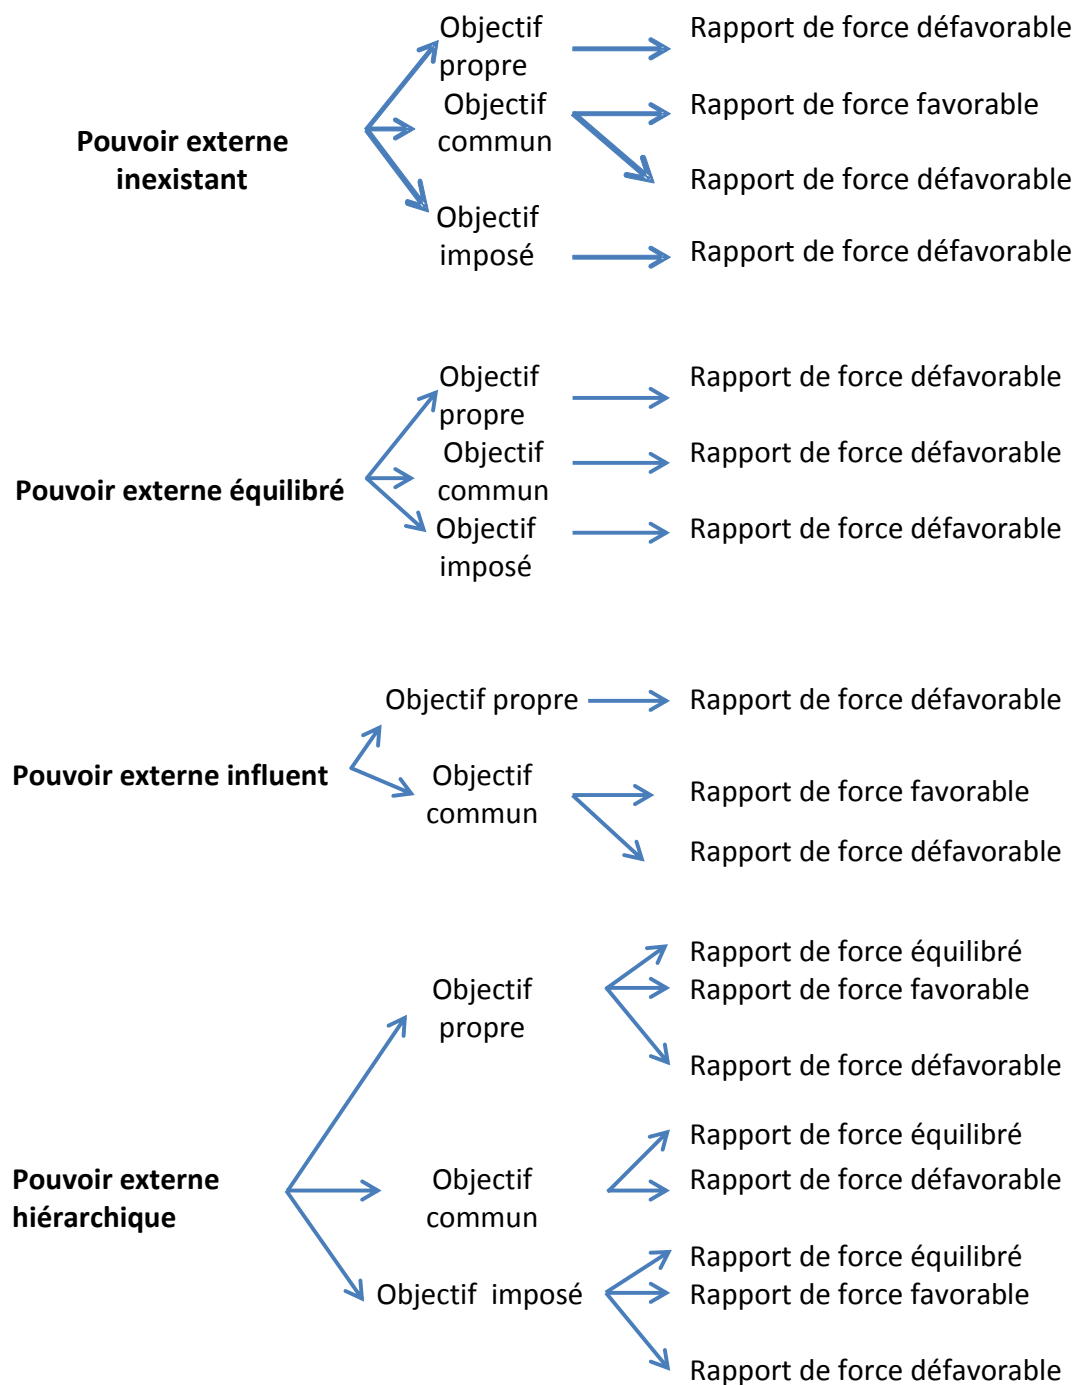 Objectif
propre
Rapport de force défavorable
Objectif
commun
Rapport de force favorable
Rapport de force défavorable
Pouvoir externe
inexistant
Objectif
imposé
Rapport de force défavorable
Objectif
propre
Rapport de force défavorable
Objectif
commun
Rapport de force défavorable
Pouvoir externe équilibré
Objectif
imposé
Rapport de force défavorable
Objectif propre
Rapport de force défavorable
Pouvoir externe influent
Objectif
commun
Rapport de force favorable
Rapport de force défavorable
Objectif
propre
Rapport de force équilibré
Rapport de force favorable
Rapport de force défavorable
Pouvoir externe
hiérarchique
Objectif
commun
Rapport de force équilibré
Rapport de force défavorable
Objectif imposé
Rapport de force équilibré
Rapport de force favorable
Rapport de force défavorable